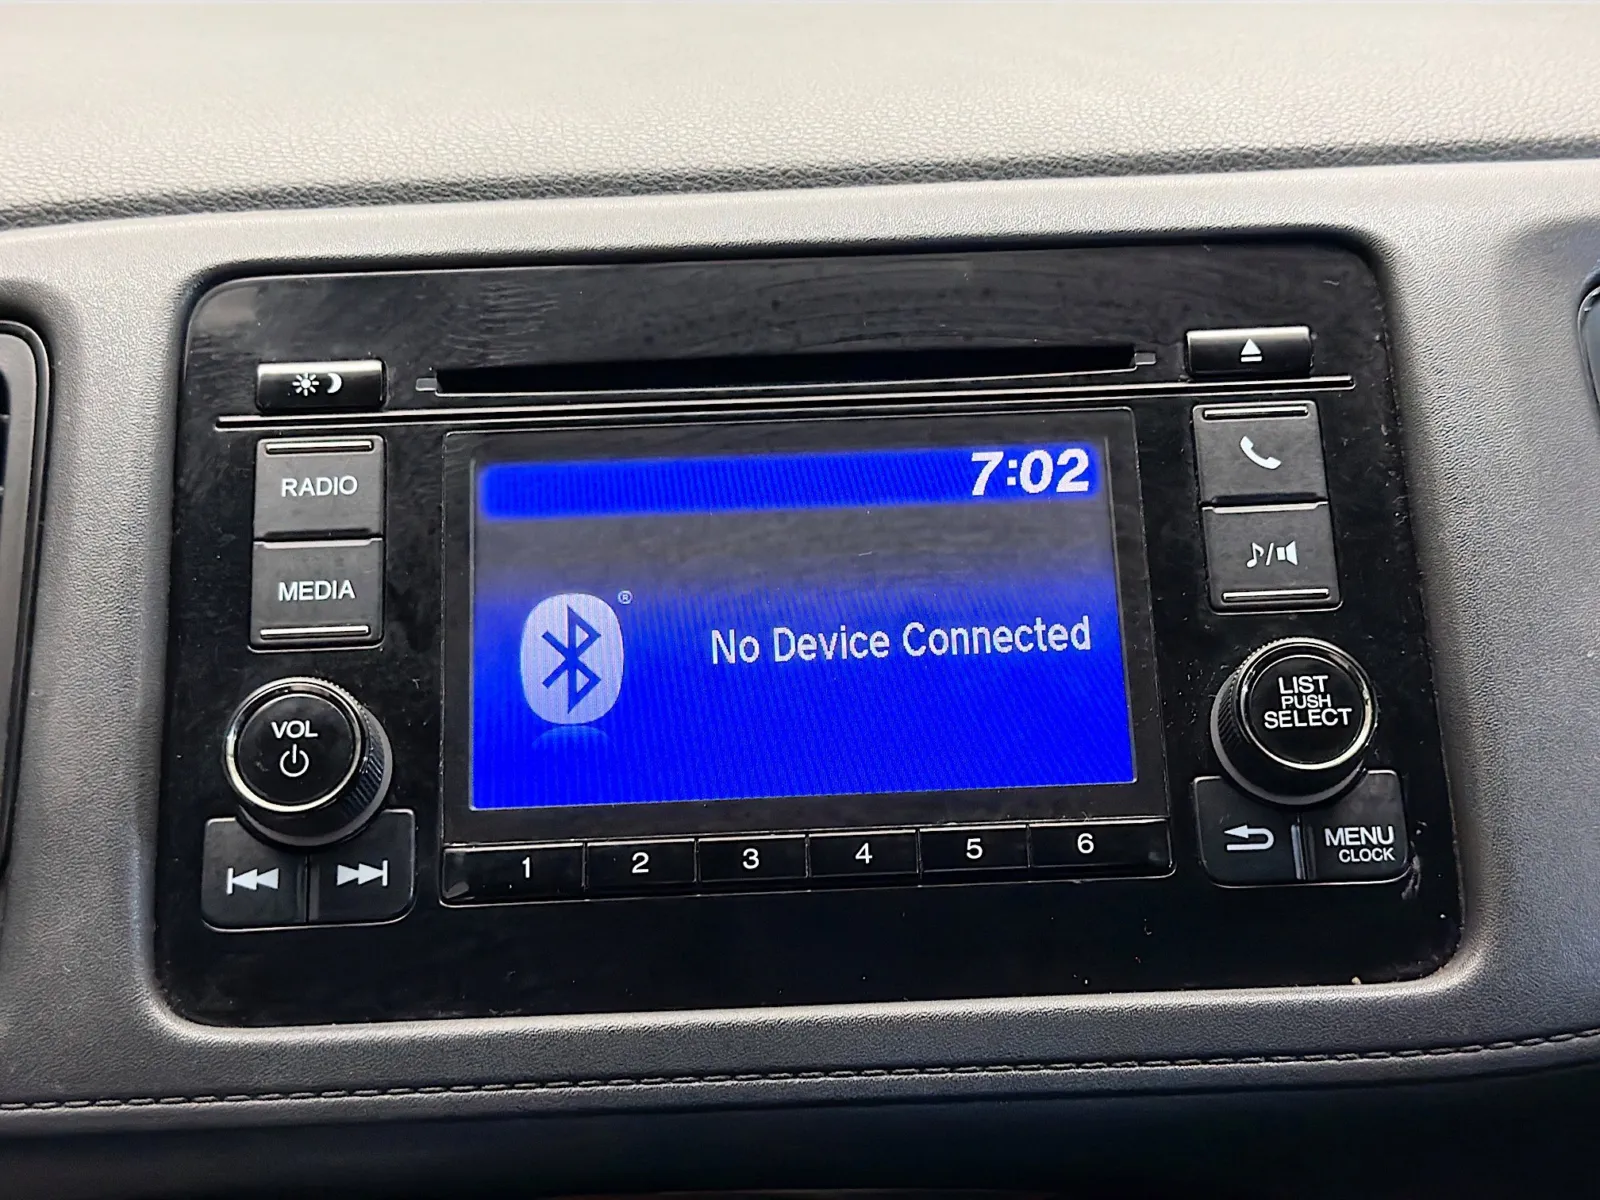 RADIO
MEDIA
VOL
7:02
®
No Device Connected
1 2 3 4 5 6
LIST
PUSH
SELECT
MENU
CLOCK